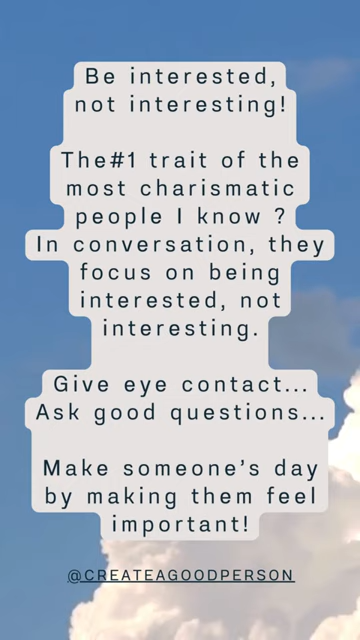 Be interested,
not interesting!
The#1 trait of the
most charismatic
people I know ?
In conversation, they
focus on being
interested, not
interesting.
Give eye contact...
Ask good questions...
Make someone's day
by making them feel
important!
@CREATEAGOODPERSON